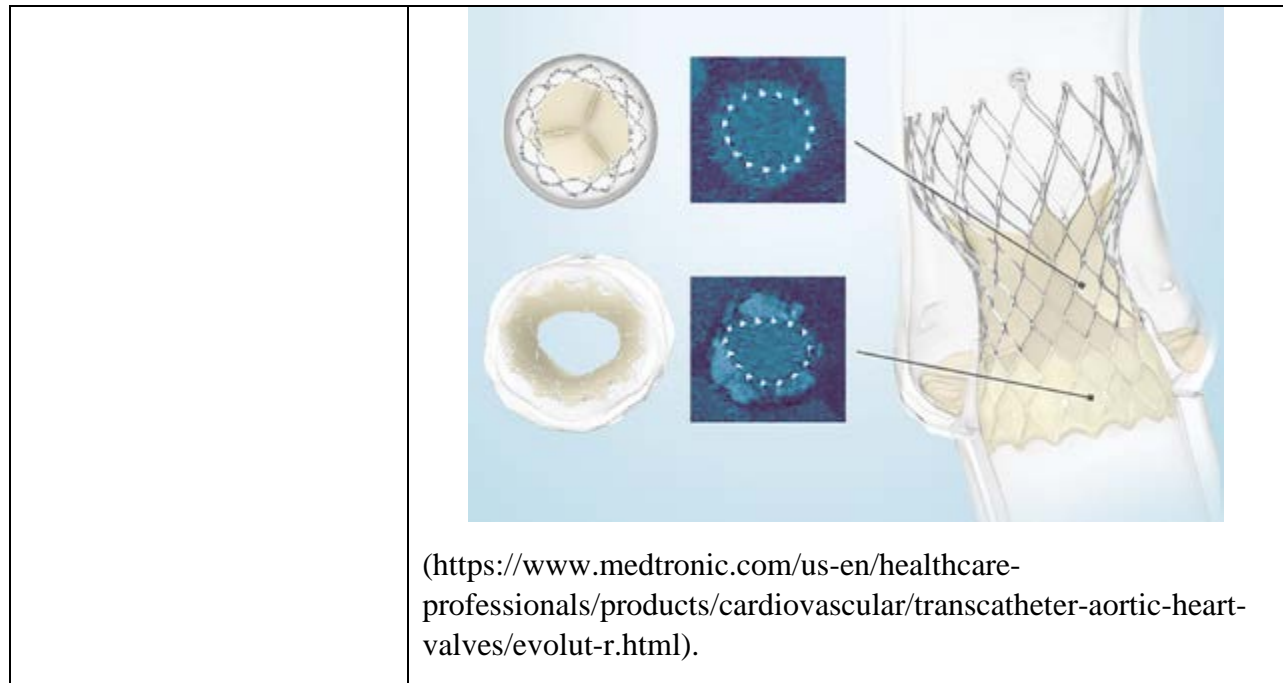 (https://www.medtronic.com/us-en/healthcare-
professionals/products/cardiovascular/transcatheter-aortic-heart-
valves/evolut-r.html).